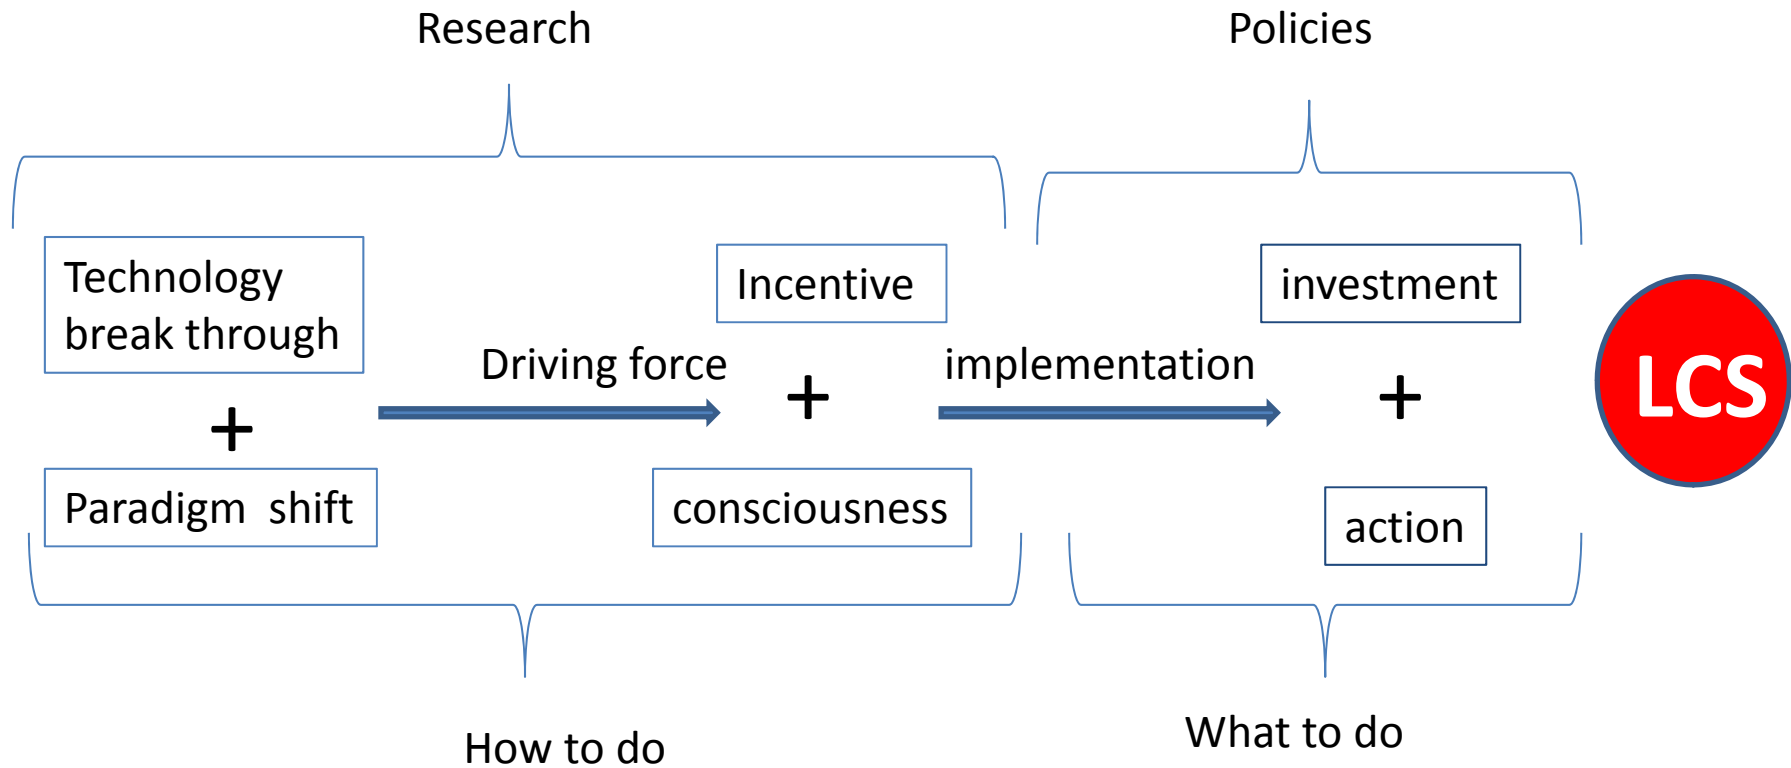 Research
Policies
Technology
break through
+
Paradigm shift
Driving force
Incentive
+
consciousness
implementation
investment
+
action
LCS
How to do
What to do